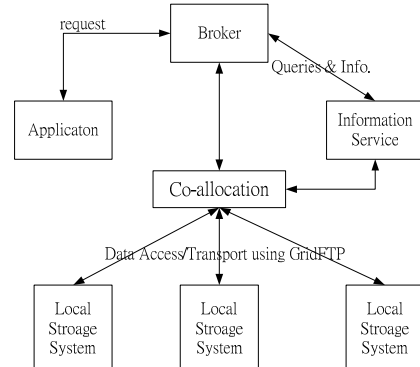 request
Broker
Queries & Info.
Applicaton
Information
Service
Co-allocation
Data Access/Transport using GridFTP
Local
Stroage
System
Local
Stroage
System
Local
Stroage
System